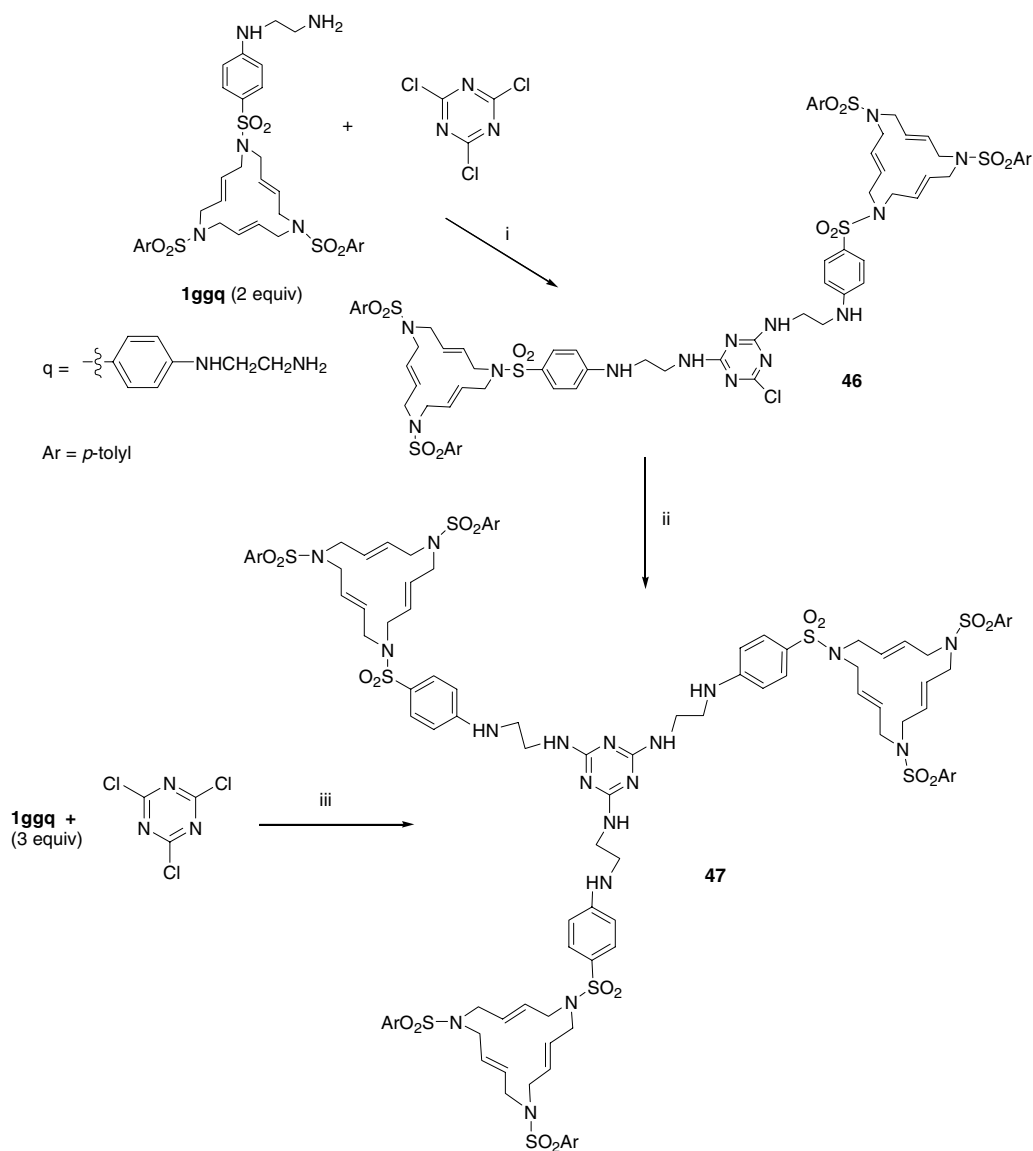 NH
NH2
SO2
N
N
N
ArO2S
SO2Ar
1ggq (2 equiv)
+
Cl
N
Cl
N
N
Cl
i
q =
NHCH2CH2NH2
Ar = p-tolyl
ArO2S
N
N
SO2Ar
N
O2S
NH
NH
ArO2S
N
N
O2
S
NH
NH
N
N
N
Cl
N
SO2Ar
46
ii
SO2Ar
N
ArO2S
N
N
SO2
NH
HN
N
N
N
NH
HN
O2
S
N
N
SO2Ar
N
SO2Ar
NH
HN
SO2
N
ArO2S
N
N
SO2Ar
47
1ggq +
(3 equiv)
Cl
N
Cl
N
N
Cl
iii